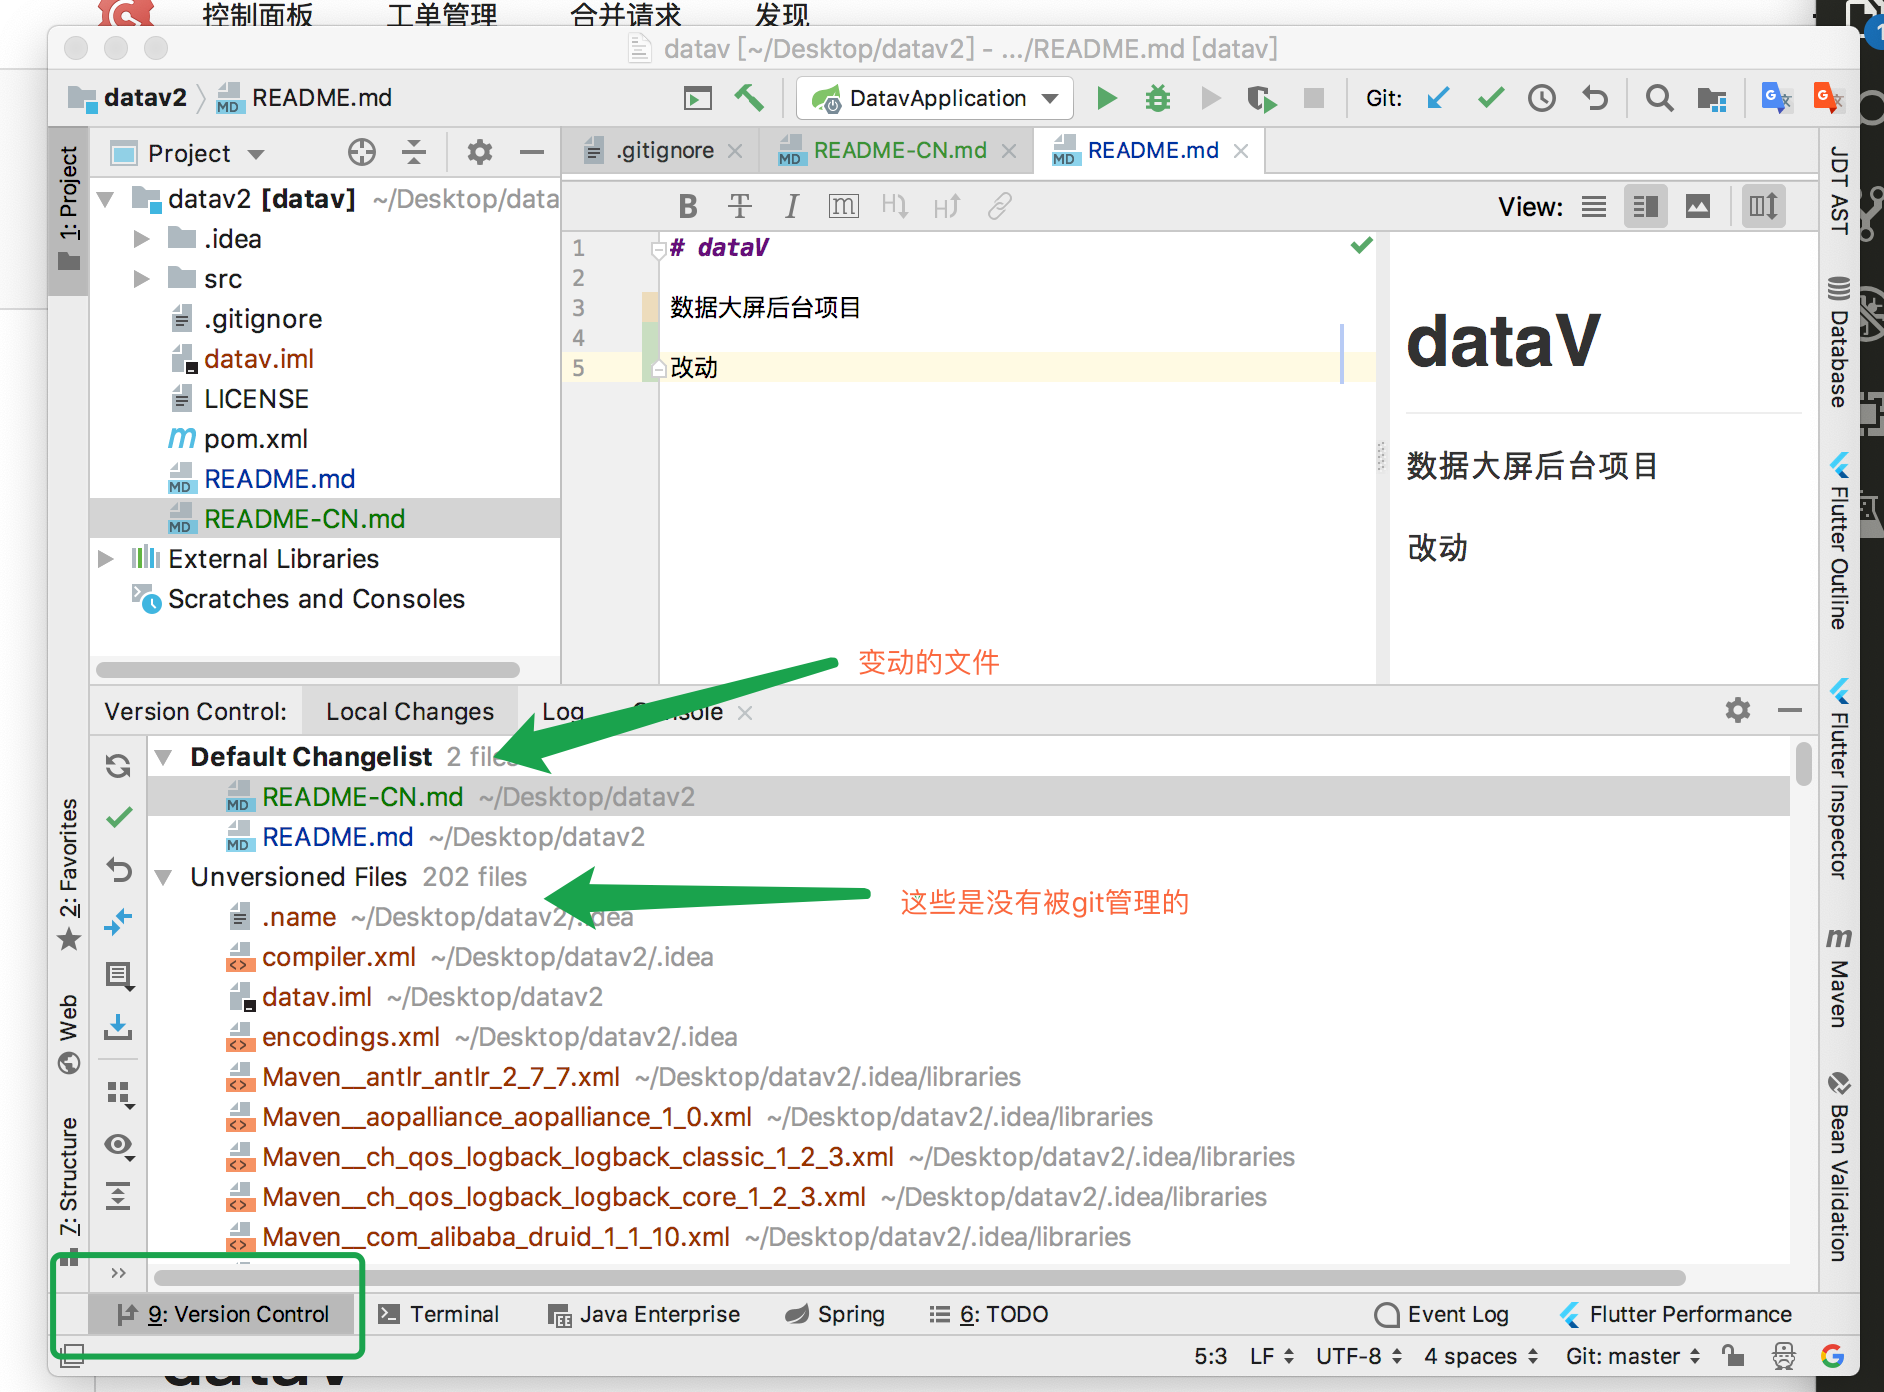 控制面板 工单管理 合并请求 发现
datav [~/Desktop/datav2] - .../README.md [datav]
datav2 README.md DatavApplication Git:
1: Project
Project
.gitignore README-CN.md README.md
datav2 [datav] ~/Desktop/data
.idea
src
.gitignore
datav.iml
LICENSE
pom.xml
README.md
README-CN.md
External Libraries
Scratches and Consoles
View:
1 # dataV
2
3 数据大屏后台项目
4
5 改动
dataV
数据大屏后台项目
改动
JDT AST
Database
Flutter Outline
Flutter Inspector
Maven
Bean Validation
变动的文件
Version Control: Local Changes Log Console
Default Changelist 2 files
README-CN.md ~/Desktop/datav2
README.md ~/Desktop/datav2
Unversioned Files 202 files
这些是没有被git管理的
.name ~/Desktop/datav2/.idea
compiler.xml ~/Desktop/datav2/.idea
datav.iml ~/Desktop/datav2
encodings.xml ~/Desktop/datav2/.idea
Maven__antlr_antlr_2_7_7.xml ~/Desktop/datav2/.idea/libraries
Maven__aopalliance_aopalliance_1_0.xml ~/Desktop/datav2/.idea/libraries
Maven__ch_qos_logback_logback_classic_1_2_3.xml ~/Desktop/datav2/.idea/libraries
Maven__ch_qos_logback_logback_core_1_2_3.xml ~/Desktop/datav2/.idea/libraries
Maven__com_alibaba_druid_1_1_10.xml ~/Desktop/datav2/.idea/libraries
2: Favorites
Web
7: Structure
9: Version Control Terminal Java Enterprise Spring 6: TODO Event Log Flutter Performance
5:3 LF UTF-8 4 spaces Git: master
dataV